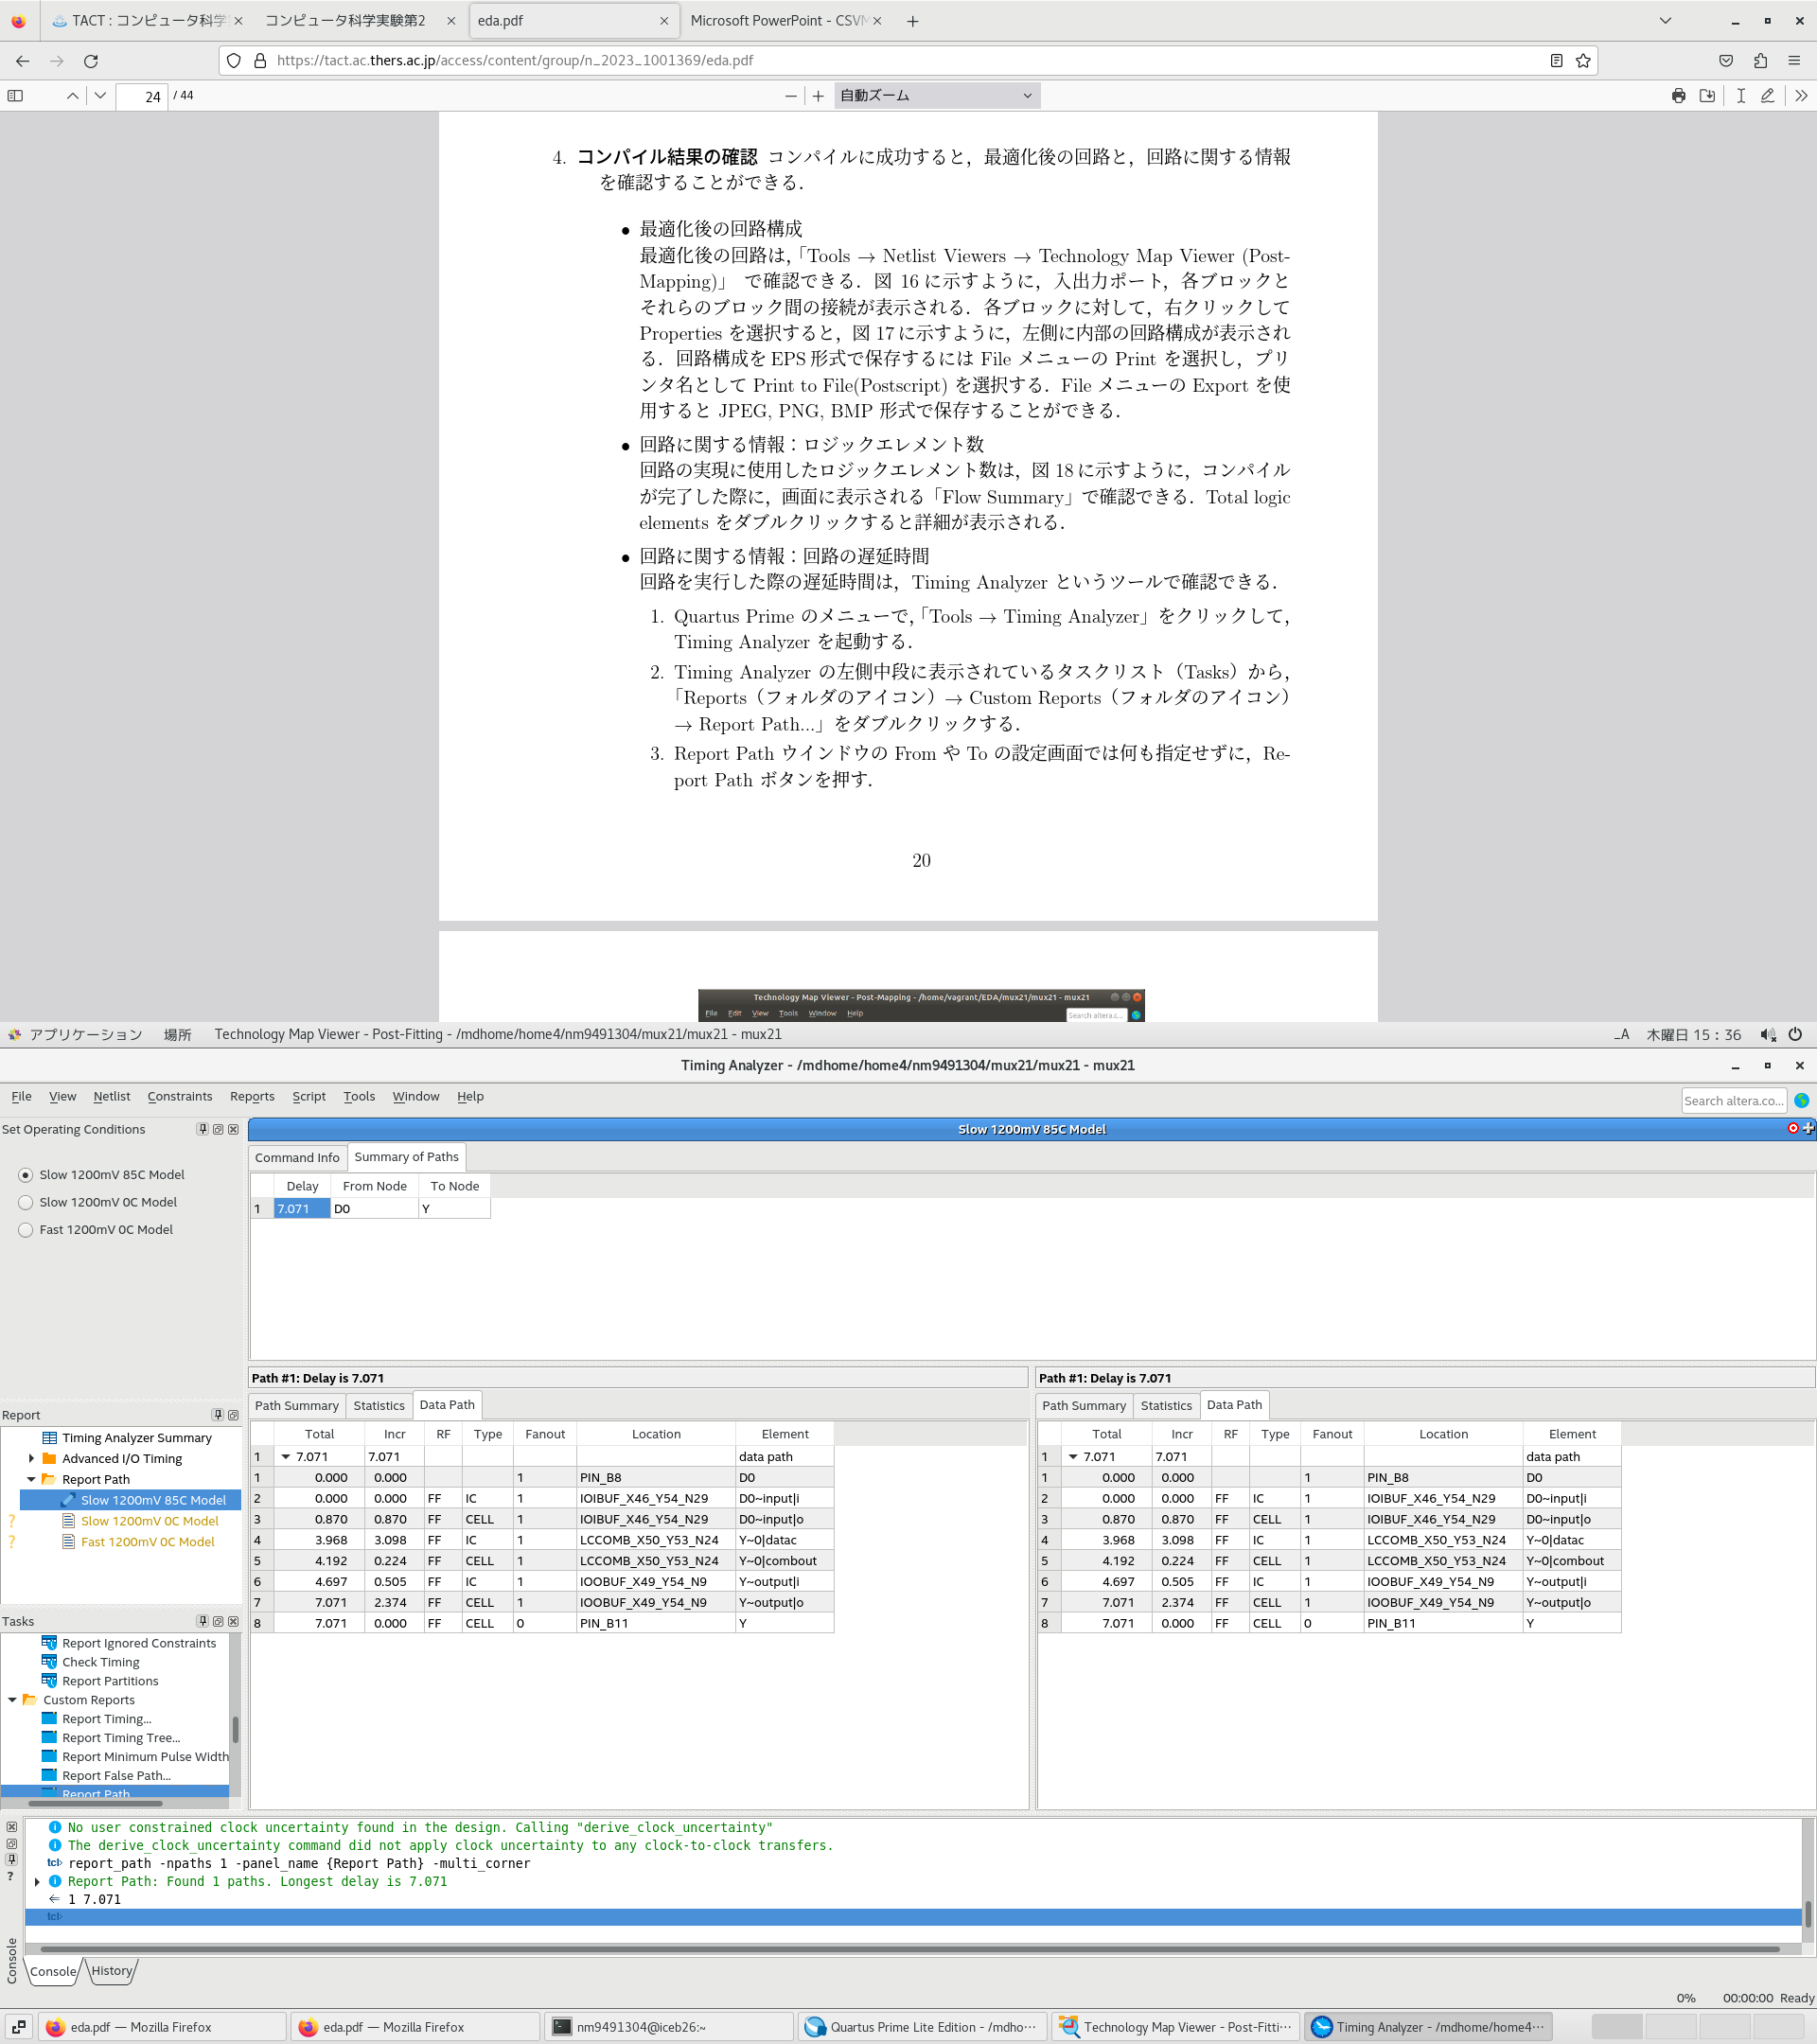 TACT : コンピュータ科学
コンピュータ科学実験第2
eda.pdf
Microsoft PowerPoint - CSVM
https://tact.ac.thers.ac.jp/access/content/group/n_2023_1001369/eda.pdf
24 / 44
自動ズーム
4. コンパイル結果の確認 コンパイルに成功すると，最適化後の回路と，回路に関する情報
を確認することができる．
• 最適化後の回路構成
最適化後の回路は，「Tools → Netlist Viewers → Technology Map Viewer (Post-
Mapping)」 で確認できる．図 16 に示すように，入出力ポート，各ブロックと
それらのブロック間の接続が表示される．各ブロックに対して，右クリックして
Properties を選択すると，図 17 に示すように，左側に内部の回路構成が表示され
る．回路構成を EPS 形式で保存するには File メニューの Print を選択し，プリ
ンタ名として Print to File(Postscript) を選択する．File メニューの Export を使
用すると JPEG, PNG, BMP 形式で保存することができる．
• 回路に関する情報：ロジックエレメント数
回路の実現に使用したロジックエレメント数は，図 18 に示すように，コンパイル
が完了した際に，画面に表示される「Flow Summary」で確認できる．Total logic
elements をダブルクリックすると詳細が表示される．
• 回路に関する情報：回路の遅延時間
回路を実行した際の遅延時間は，Timing Analyzer というツールで確認できる．
1. Quartus Prime のメニューで，「Tools → Timing Analyzer」をクリックして，
Timing Analyzer を起動する．
2. Timing Analyzer の左側中段に表示されているタスクリスト（Tasks）から，
「Reports（フォルダのアイコン）→ Custom Reports（フォルダのアイコン）
→ Report Path...」をダブルクリックする．
3. Report Path ウインドウの From や To の設定画面では何も指定せずに，Re-
port Path ボタンを押す．
20
Technology Map Viewer - Post-Mapping - /home/vagrant/EDA/mux21/mux21 - mux21
File Edit View Tools Window Help
Search altera.c...
アプリケーション 場所 Technology Map Viewer - Post-Fitting - /mdhome/home4/nm9491304/mux21/mux21 - mux21
_A 木曜日 15：36
Timing Analyzer - /mdhome/home4/nm9491304/mux21/mux21 - mux21
File View Netlist Constraints Reports Script Tools Window Help
Search altera.co...
Set Operating Conditions
Slow 1200mV 85C Model
Slow 1200mV 0C Model
Fast 1200mV 0C Model
Slow 1200mV 85C Model
Command Info Summary of Paths
Delay From Node To Node
1 7.071 D0 Y
Report
Timing Analyzer Summary
Advanced I/O Timing
Report Path
Slow 1200mV 85C Model
? Slow 1200mV 0C Model
? Fast 1200mV 0C Model
Tasks
Report Ignored Constraints
Check Timing
Report Partitions
Custom Reports
Report Timing...
Report Timing Tree...
Report Minimum Pulse Width
Report False Path...
Report Path
Path #1: Delay is 7.071
Path Summary Statistics Data Path
Total Incr RF Type Fanout Location Element
1 7.071 7.071 data path
1 0.000 0.000 1 PIN_B8 D0
2 0.000 0.000 FF IC 1 IOIBUF_X46_Y54_N29 D0~input|i
3 0.870 0.870 FF CELL 1 IOIBUF_X46_Y54_N29 D0~input|o
4 3.968 3.098 FF IC 1 LCCOMB_X50_Y53_N24 Y~0|datac
5 4.192 0.224 FF CELL 1 LCCOMB_X50_Y53_N24 Y~0|combout
6 4.697 0.505 FF IC 1 IOOBUF_X49_Y54_N9 Y~output|i
7 7.071 2.374 FF CELL 1 IOOBUF_X49_Y54_N9 Y~output|o
8 7.071 0.000 FF CELL 0 PIN_B11 Y
Path #1: Delay is 7.071
Path Summary Statistics Data Path
Total Incr RF Type Fanout Location Element
1 7.071 7.071 data path
1 0.000 0.000 1 PIN_B8 D0
2 0.000 0.000 FF IC 1 IOIBUF_X46_Y54_N29 D0~input|i
3 0.870 0.870 FF CELL 1 IOIBUF_X46_Y54_N29 D0~input|o
4 3.968 3.098 FF IC 1 LCCOMB_X50_Y53_N24 Y~0|datac
5 4.192 0.224 FF CELL 1 LCCOMB_X50_Y53_N24 Y~0|combout
6 4.697 0.505 FF IC 1 IOOBUF_X49_Y54_N9 Y~output|i
7 7.071 2.374 FF CELL 1 IOOBUF_X49_Y54_N9 Y~output|o
8 7.071 0.000 FF CELL 0 PIN_B11 Y
No user constrained clock uncertainty found in the design. Calling "derive_clock_uncertainty"
The derive_clock_uncertainty command did not apply clock uncertainty to any clock-to-clock transfers.
tcl> report_path -npaths 1 -panel_name {Report Path} -multi_corner
Report Path: Found 1 paths. Longest delay is 7.071
1 7.071
tcl>
Console
Console History
0% 00:00:00 Ready
eda.pdf — Mozilla Firefox
eda.pdf — Mozilla Firefox
nm9491304@iceb26:~
Quartus Prime Lite Edition - /mdho…
Technology Map Viewer - Post-Fitti…
Timing Analyzer - /mdhome/home4…